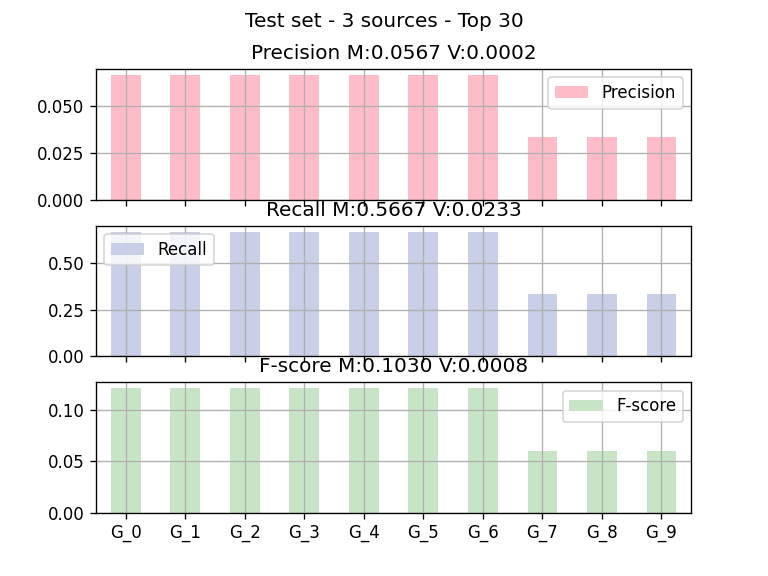 Test set - 3 sources - Top 30
Precision M:0.0567 V:0.0002
0.050
0.025
0.000
Precision
Recall M:0.5667 V:0.0233
0.50
0.25
0.00
Recall
F-score M:0.1030 V:0.0008
0.10
0.05
0.00
F-score
G_0 G_1 G_2 G_3 G_4 G_5 G_6 G_7 G_8 G_9